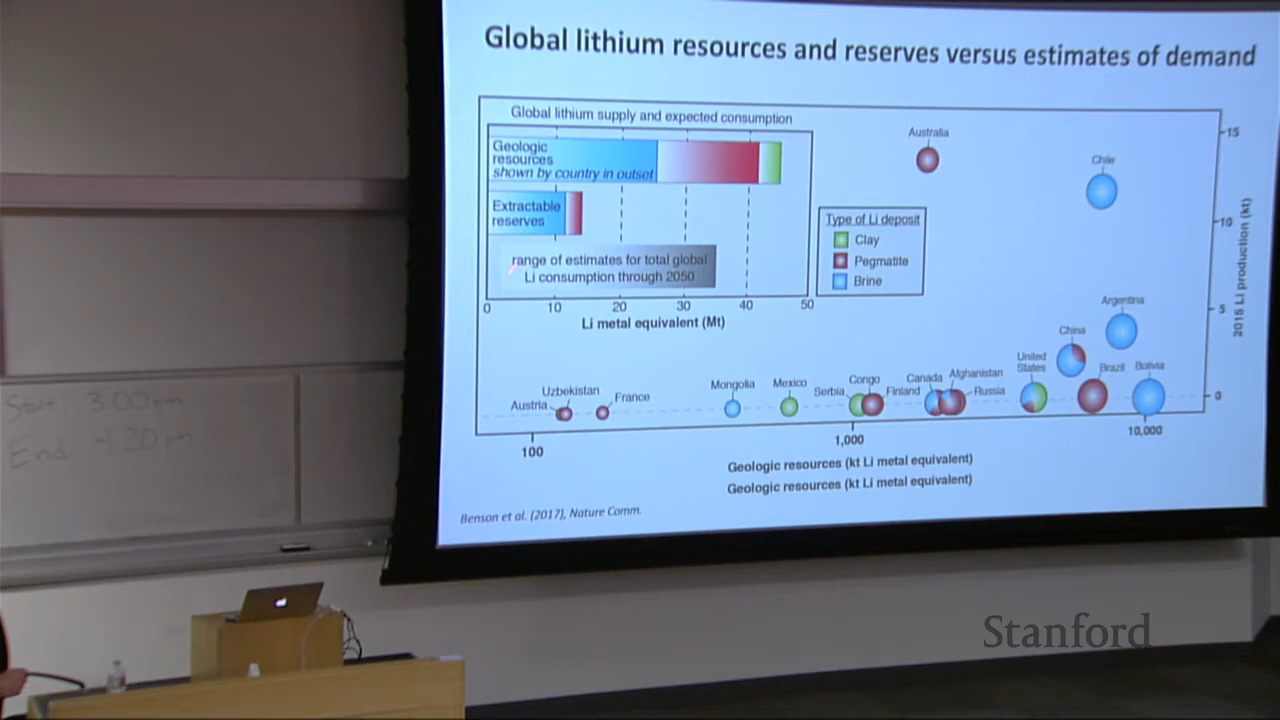 Global lithium resources and reserves versus estimates of demand
Global lithium supply and expected consumption
Geologic
resources
shown by country in outset
Extractable
reserves
range of estimates for total global
Li consumption through 2050
0 10 20 30 40 50
Li metal equivalent (Mt)
Type of Li deposit
Clay
Pegmatite
Brine
Australia
Chile
Argentina
China
United
States
Brazil
Bolivia
Uzbekistan
Austria
France
Mongolia
Mexico
Serbia
Congo
Finland
Canada
Afghanistan
Russia
15
10
5
0
2015 Li production (kt)
100
1,000
10,000
Geologic resources (kt Li metal equivalent)
Geologic resources (kt Li metal equivalent)
Benson et al. (2017), Nature Comm.
Start 3:00pm
End 4:20pm
Stanford